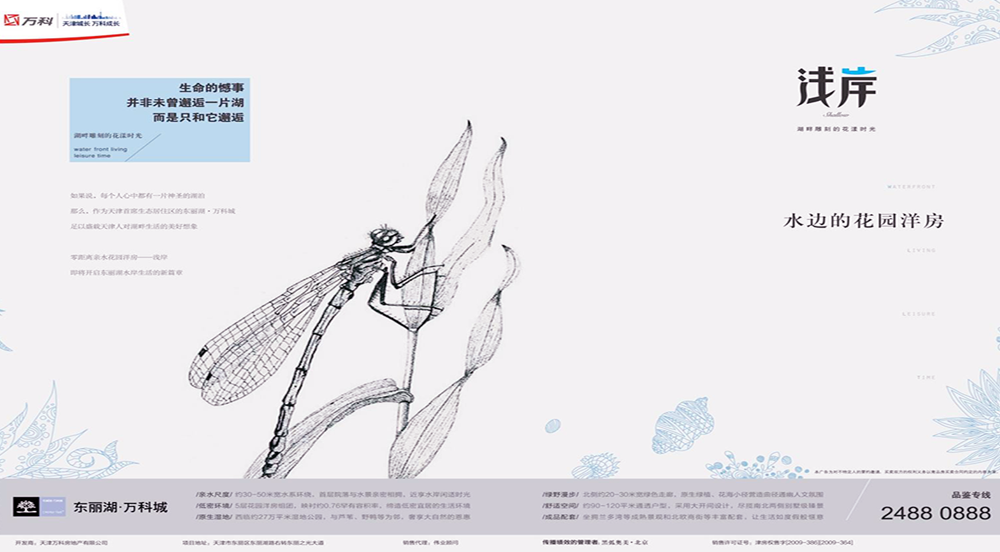 万科
天津城长 万科成长
生命的憾事
并非未曾邂逅一片湖
而是只和它邂逅
湖畔雕刻的花漾时光
water front living
leisure time
如果说，每个人心中都有一片神圣的湖泊
那么，作为天津首席生态居住区的东丽湖·万科城
足以盛放天津人对湖畔生活的美好想象
零距离亲水花园洋房——浅岸
即将开启东丽湖水岸生活的新篇章
浅岸
Shallow
湖畔雕刻的花漾时光
WATERFRONT
水边的花园洋房
LIVING
LEISURE
TIME
东丽湖·万科城
/亲水尺度/ 约30-50米宽水系环绕，首层院落与水景亲密相拥，近享水岸闲适时光
/低密环境/ 5层花园洋房组团，映衬约0.76罕有容积率，缔造低密宜居的生活环境
/原生湿地/ 西临约27万平米湿地公园，与芦苇、野鸭等为邻，奢享大自然的恩惠
/绿野漫步/ 北侧约20-30米宽绿色走廊，原生绿植、花海小径营造曲径通幽人文氛围
/舒适空间/ 约90-120平米通透户型，采用大开间设计，尽揽南北两侧别墅级臻景
/成品配套/ 坐拥兰乡湾等成熟景观和北欧商街等丰富配套，让生活如度假般惬意
品鉴专线
2488 0888
开发商：天津万科房地产有限公司
项目地址：天津市东丽区东丽湖路右转东丽之光大道
销售代理：伟业顾问
传播绩效的管理者，
销售许可证号：津房权售字[2009-386][2009-364]